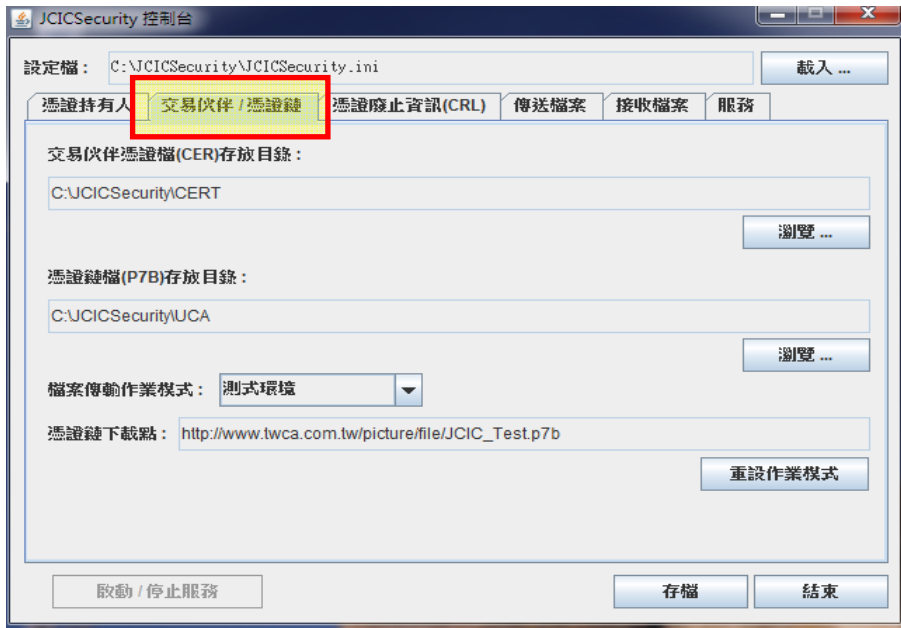 JCICSecurity 控制台
設定檔： C:\JCICSecurity\JCICSecurity.ini 載入 ...
憑證持有人 交易伙伴 / 憑證鏈 憑證廢止資訊(CRL) 傳送檔案 接收檔案 服務
交易伙伴憑證檔(CER)存放目錄：
C:\JCICSecurity\CERT
瀏覽 ...
憑證鏈檔(P7B)存放目錄：
C:\JCICSecurity\UCA
瀏覽 ...
檔案傳輸作業模式： 測式環境
憑證鏈下載點： http://www.twca.com.tw/picture/file/JCIC_Test.p7b
重設作業模式
啟動 / 停止服務 存檔 結束